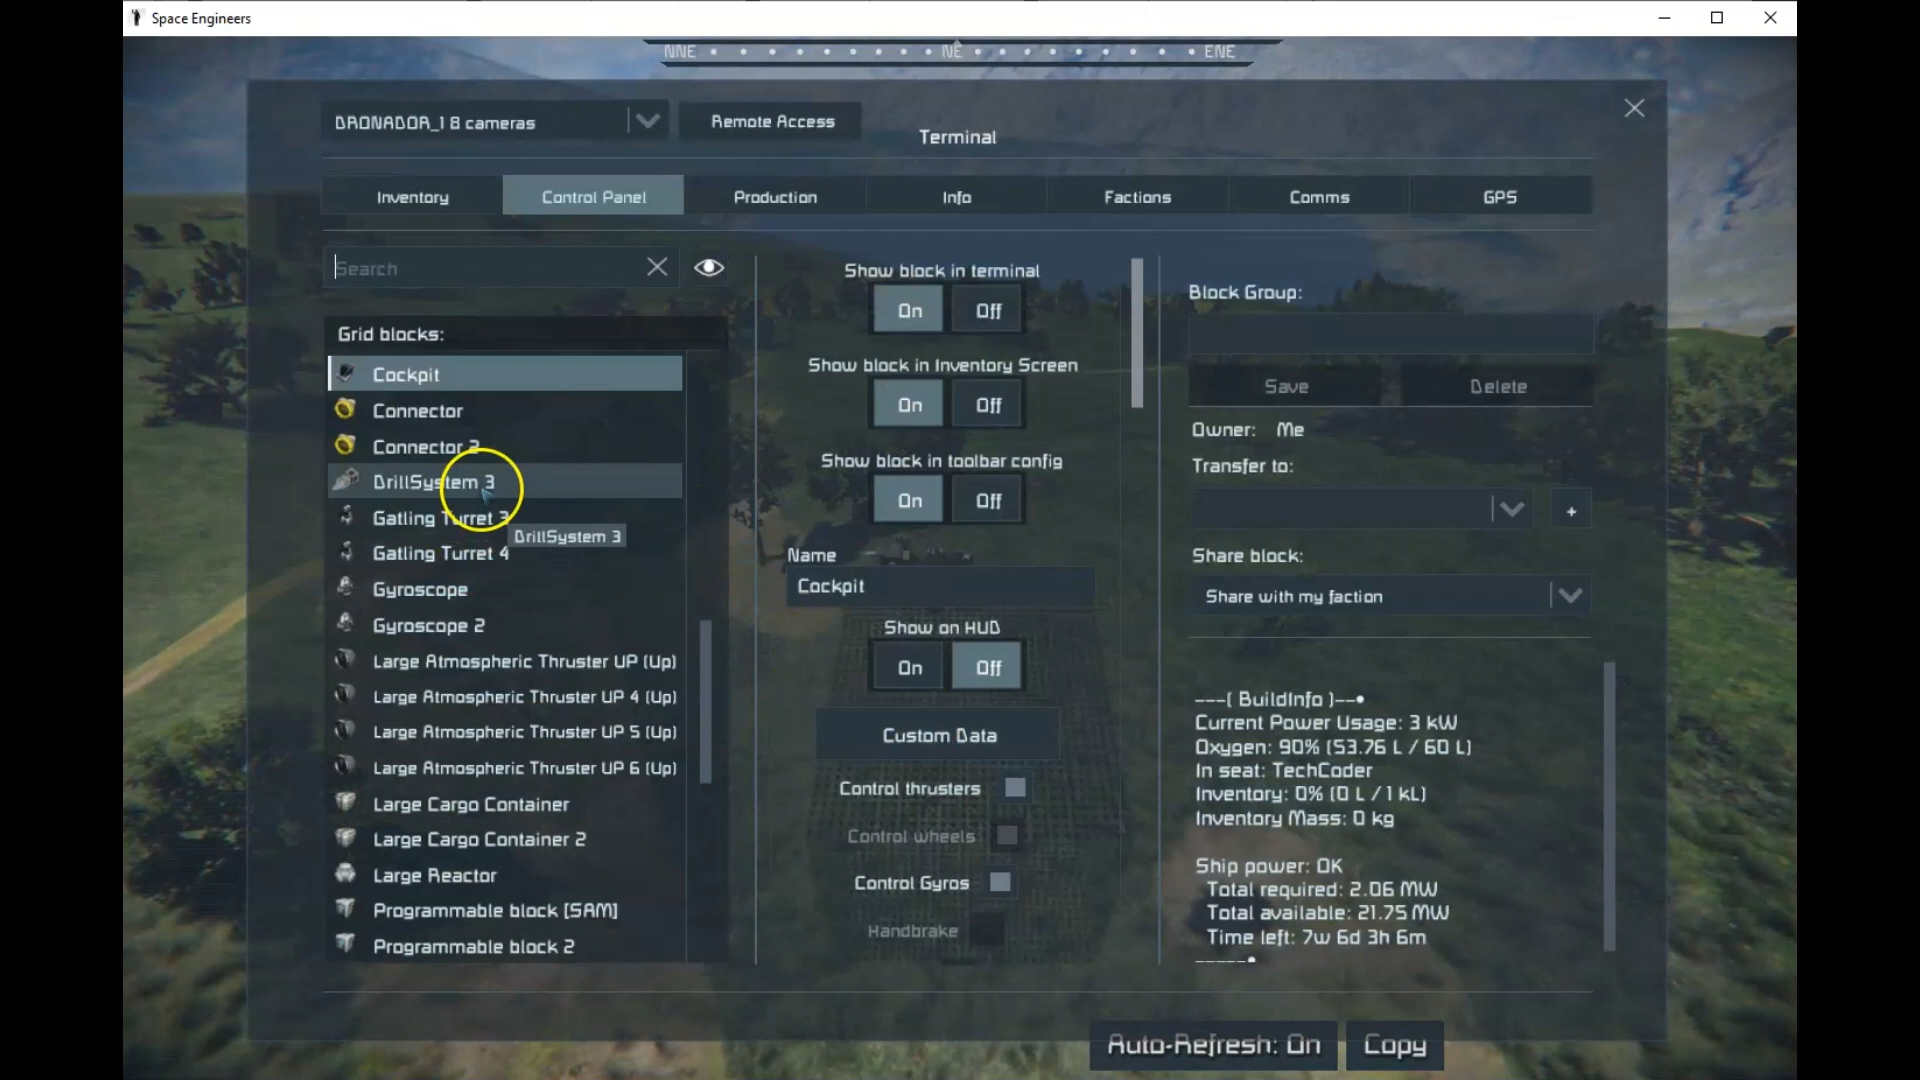 Space Engineers
NNE NE ENE
DRONADOR_1 8 cameras
Remote Access
Terminal
Inventory
Control Panel
Production
Info
Factions
Comms
GPS
Search
Grid blocks:
Cockpit
Connector
Connector 2
DrillSystem 3
Gatling Turret 3
DrillSystem 3
Gatling Turret 4
Gyroscope
Gyroscope 2
Large Atmospheric Thruster UP (Up)
Large Atmospheric Thruster UP 4 (Up)
Large Atmospheric Thruster UP 5 (Up)
Large Atmospheric Thruster UP 6 (Up)
Large Cargo Container
Large Cargo Container 2
Large Reactor
Programmable block [SAM]
Programmable block 2
Show block in terminal
On Off
Show block in Inventory Screen
On Off
Show block in toolbar config
On Off
Name
Cockpit
Show on HUD
On Off
Custom Data
Control thrusters
Control wheels
Control Gyros
Handbrake
Block Group:
Save Delete
Owner: Me
Transfer to:
+
Share block:
Share with my faction
---( BuildInfo )--•
Current Power Usage: 3 kW
Oxygen: 90% (53.76 L / 60 L)
In seat: TechCoder
Inventory: 0% (0 L / 1 kL)
Inventory Mass: 0 kg
Ship power: OK
Total required: 2.06 MW
Total available: 21.75 MW
Time left: 7w 6d 3h 6m
-----•
Auto-Refresh: On
Copy